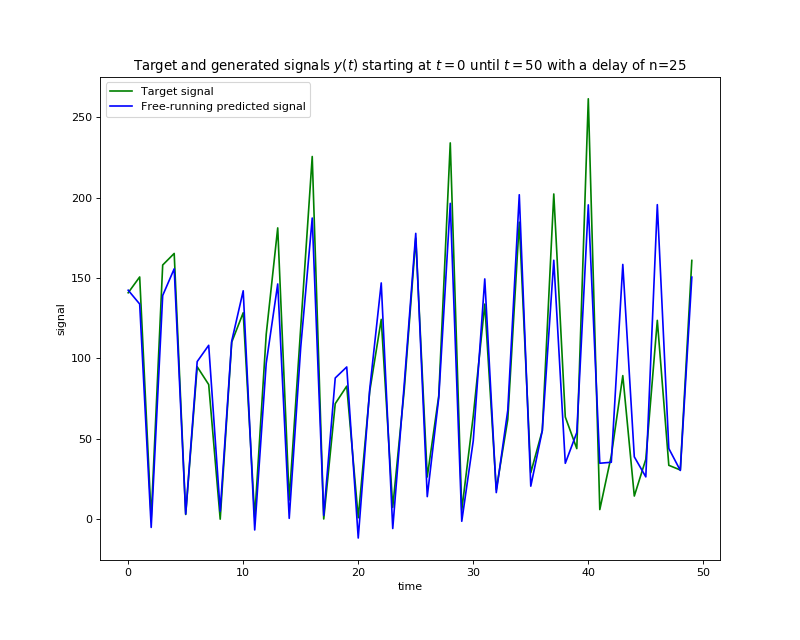 Target and generated signals y(t) starting at t = 0 until t = 50 with a delay of n=25
Target signal
Free-running predicted signal
250
200
150
100
50
0
signal
0 10 20 30 40 50
time